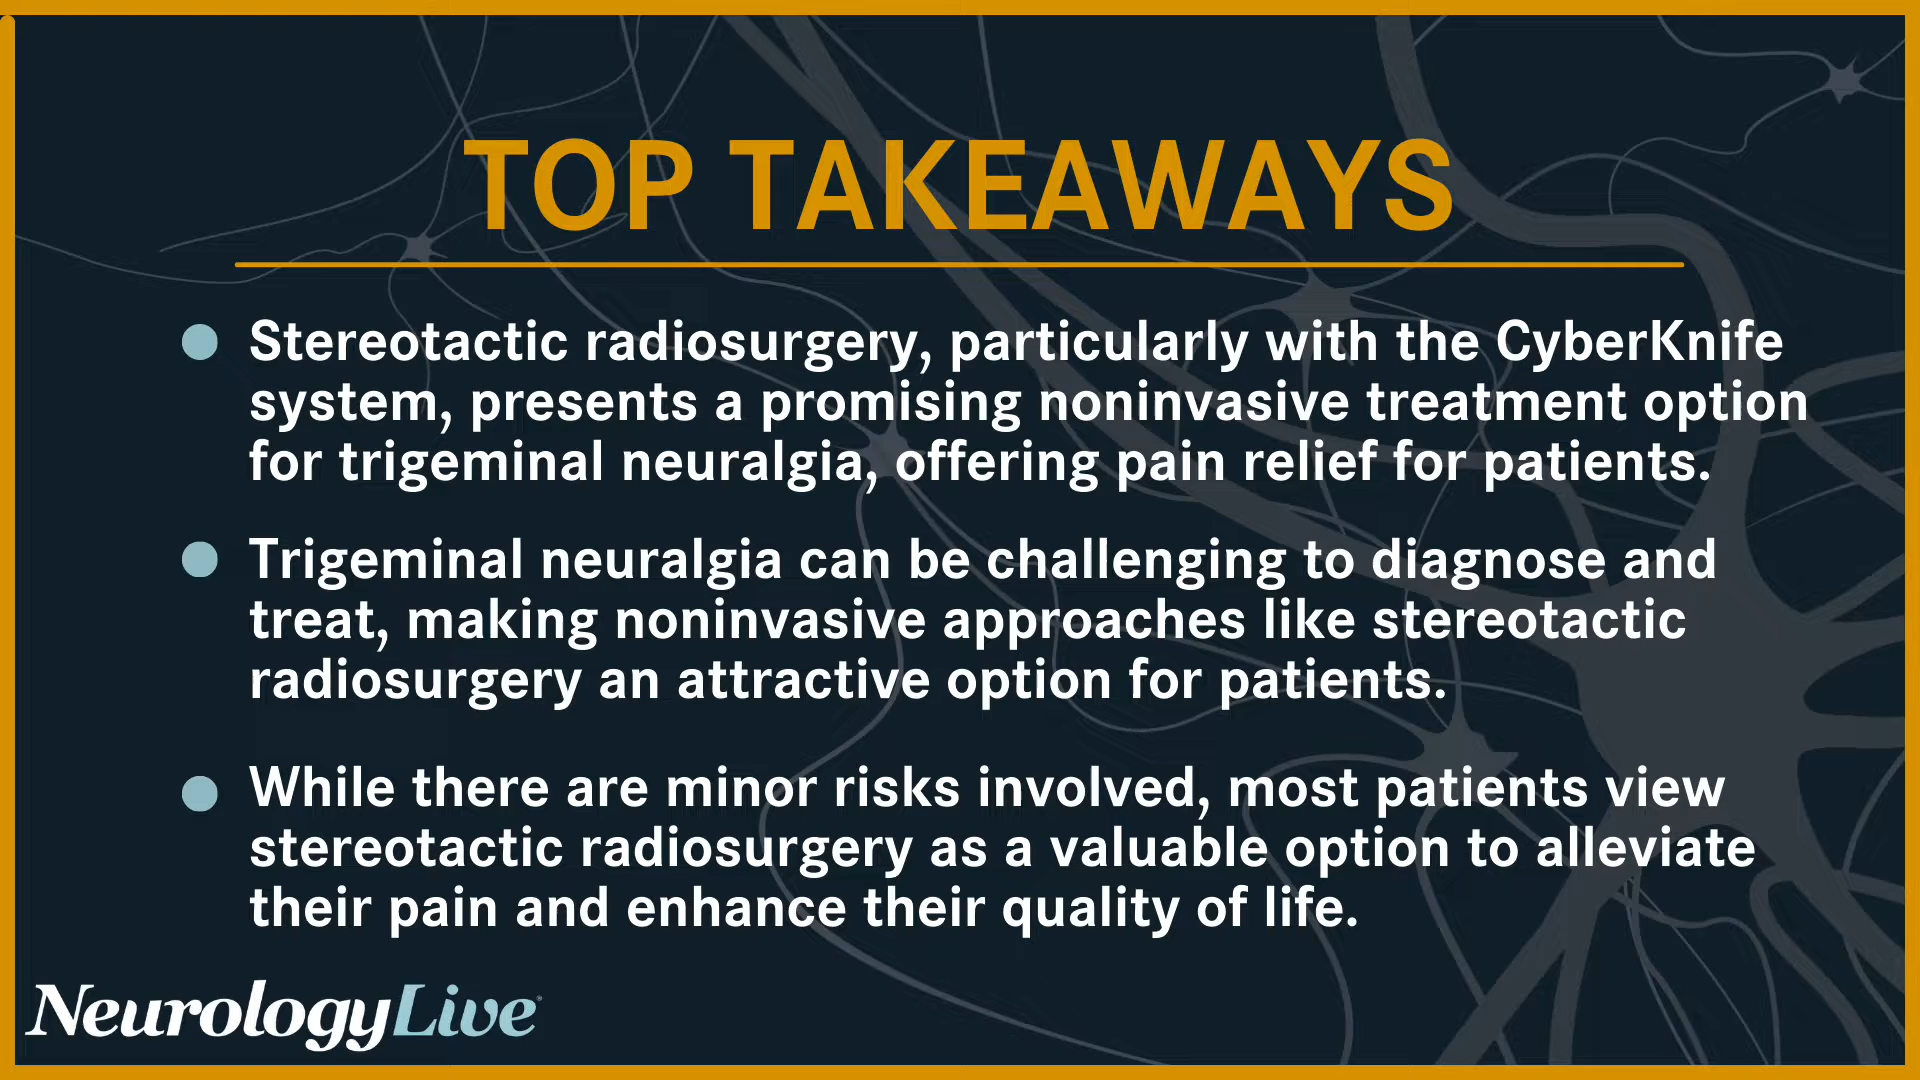 TOP TAKEAWAYS
Stereotactic radiosurgery, particularly with the CyberKnife
system, presents a promising noninvasive treatment option
for trigeminal neuralgia, offering pain relief for patients.
Trigeminal neuralgia can be challenging to diagnose and
treat, making noninvasive approaches like stereotactic
radiosurgery an attractive option for patients.
While there are minor risks involved, most patients view
stereotactic radiosurgery as a valuable option to alleviate
their pain and enhance their quality of life.
NeurologyLive